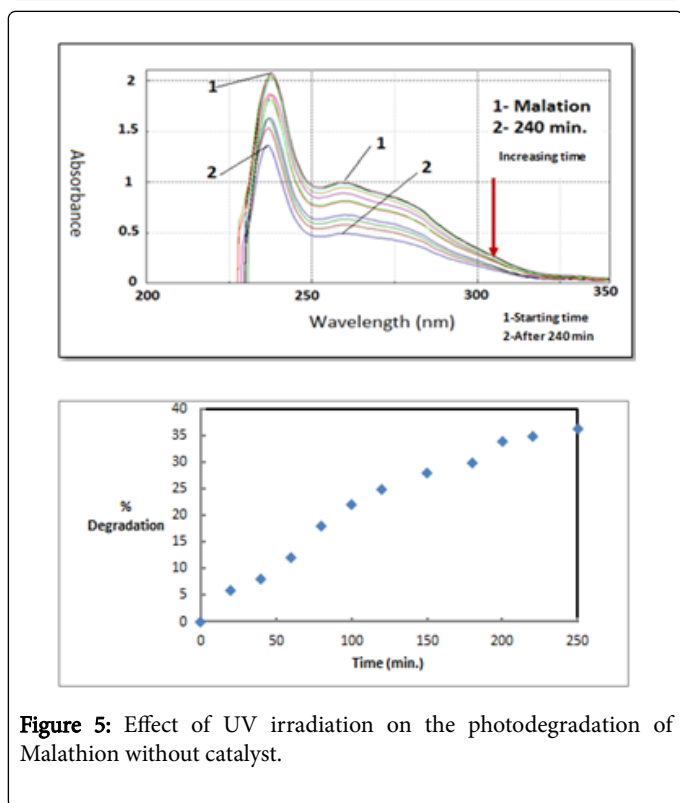 2
1.5
1
0.5
0
Absorbance
1
2
1
2
1- Malation
2- 240 min.
Increasing time
200
250
300
350
Wavelength (nm)
1-Starting time
2-After 240 min
40
35
30
25
20
15
10
5
0
%
Degradation
0
50
100
150
200
250
Time (min.)
Figure 5: Effect of UV irradiation on the photodegradation of
Malathion without catalyst.